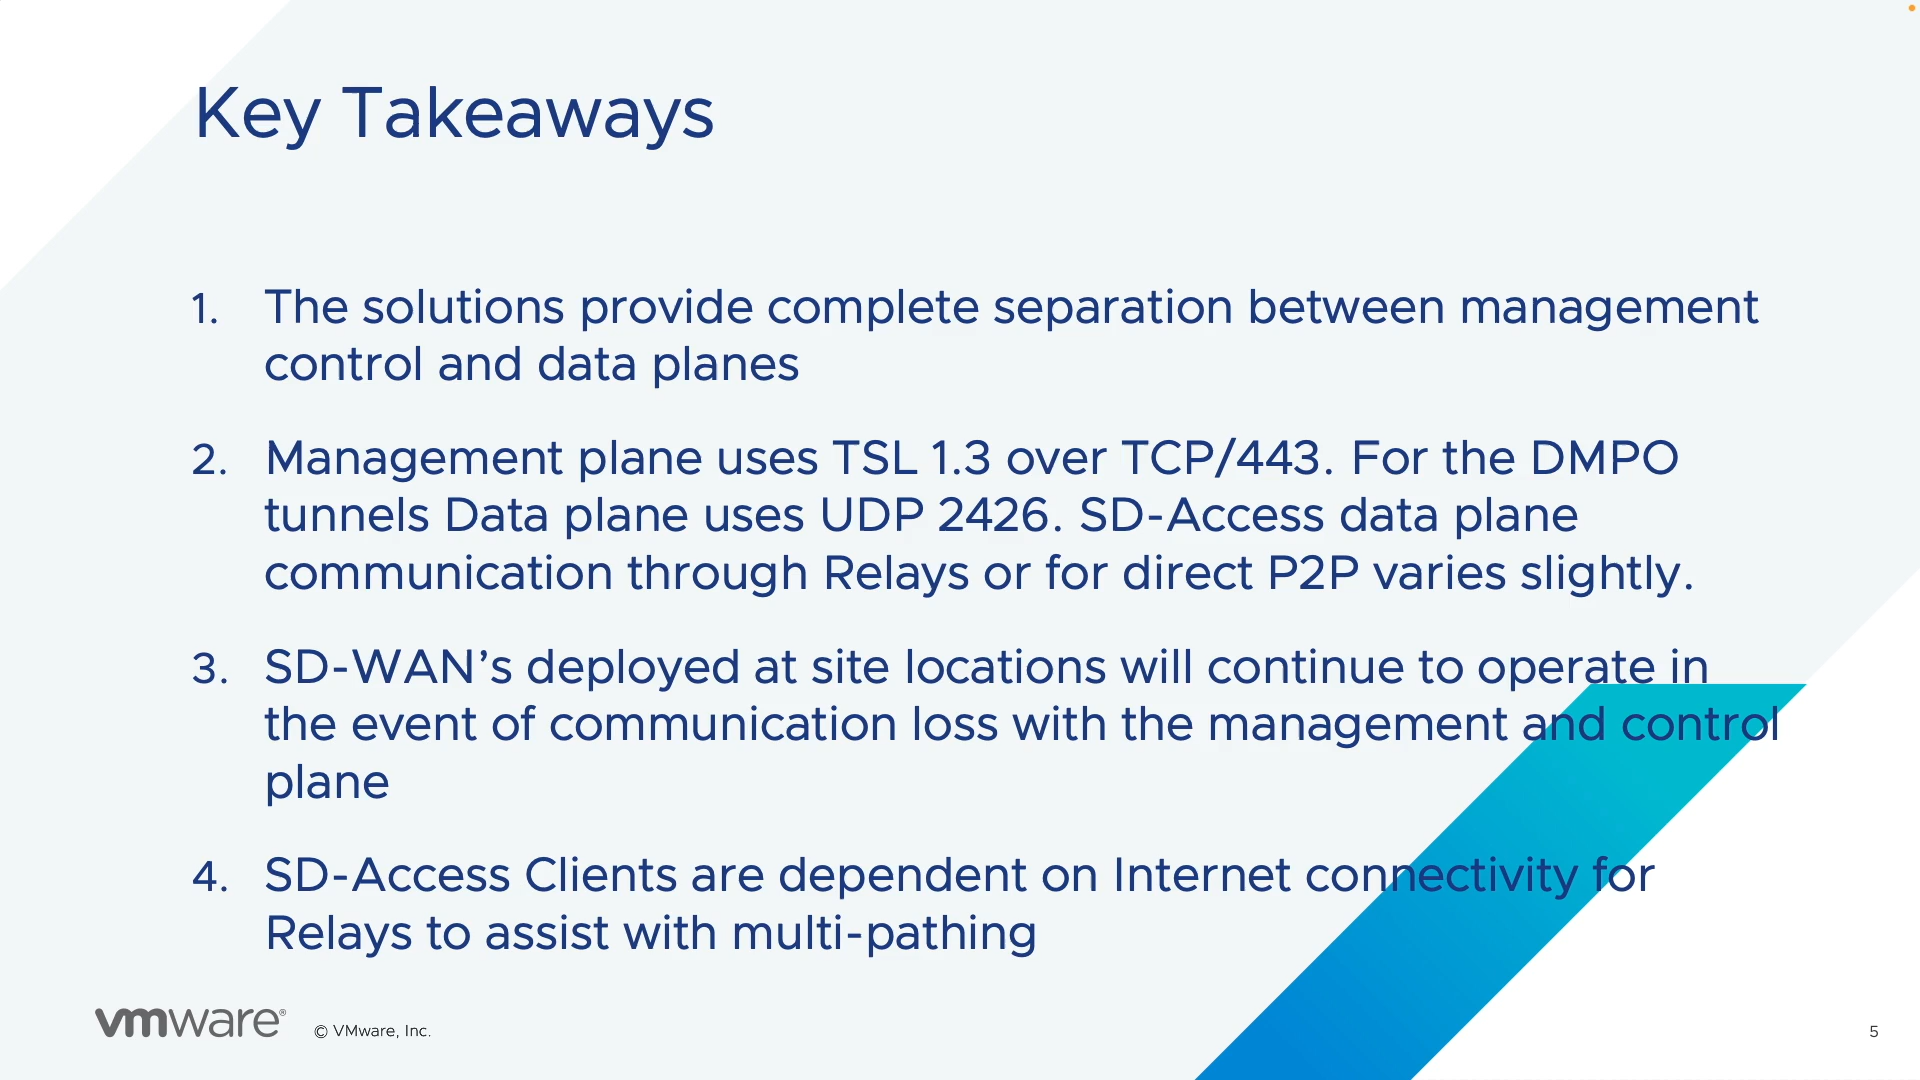 Key Takeaways
1. The solutions provide complete separation between management
control and data planes
2. Management plane uses TSL 1.3 over TCP/443. For the DMPO
tunnels Data plane uses UDP 2426. SD-Access data plane
communication through Relays or for direct P2P varies slightly.
3. SD-WAN’s deployed at site locations will continue to operate in
the event of communication loss with the management and control
plane
4. SD-Access Clients are dependent on Internet connectivity for
Relays to assist with multi-pathing
vmware® © VMware, Inc. 5